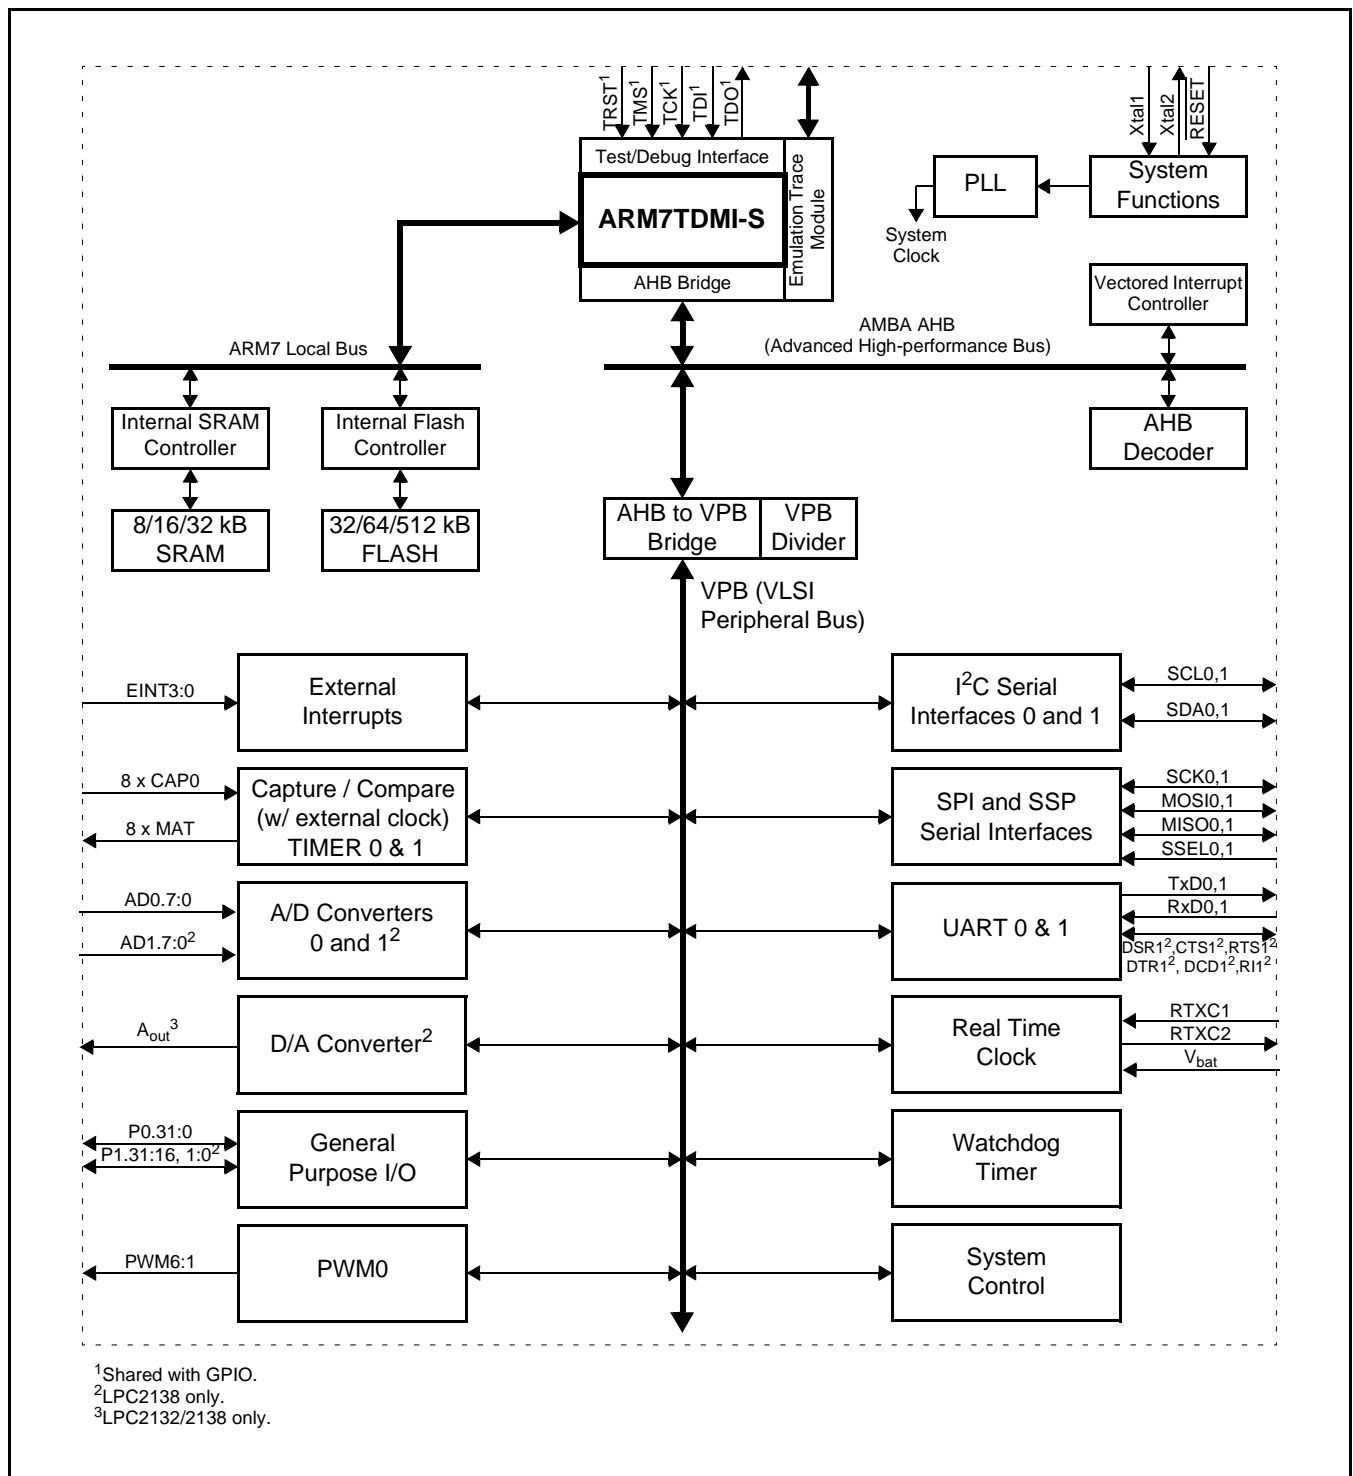 TRST1
TMS1
TCK1
TDI1
TDO1
Xtal1
Xtal2
RESET
Test/Debug Interface
ARM7TDMI-S
AHB Bridge
Emulation Trace
Module
PLL
System
Functions
System
Clock
Vectored Interrupt
Controller
ARM7 Local Bus
AMBA AHB
(Advanced High-performance Bus)
Internal SRAM
Controller
Internal Flash
Controller
AHB
Decoder
8/16/32 kB
SRAM
32/64/512 kB
FLASH
AHB to VPB
Bridge
VPB
Divider
VPB (VLSI
Peripheral Bus)
EINT3:0
External
Interrupts
I2C Serial
Interfaces 0 and 1
SCL0,1
SDA0,1
8 x CAP0
8 x MAT
Capture / Compare
(w/ external clock)
TIMER 0 & 1
SPI and SSP
Serial Interfaces
SCK0,1
MOSI0,1
MISO0,1
SSEL0,1
AD0.7:0
AD1.7:02
A/D Converters
0 and 12
UART 0 & 1
TxD0,1
RxD0,1
DSR12,CTS12,RTS12
DTR12, DCD12,RI12
Aout3
D/A Converter2
Real Time
Clock
RTXC1
RTXC2
Vbat
P0.31:0
P1.31:16, 1:02
General
Purpose I/O
Watchdog
Timer
PWM6:1
PWM0
System
Control
1Shared with GPIO.
2LPC2138 only.
3LPC2132/2138 only.